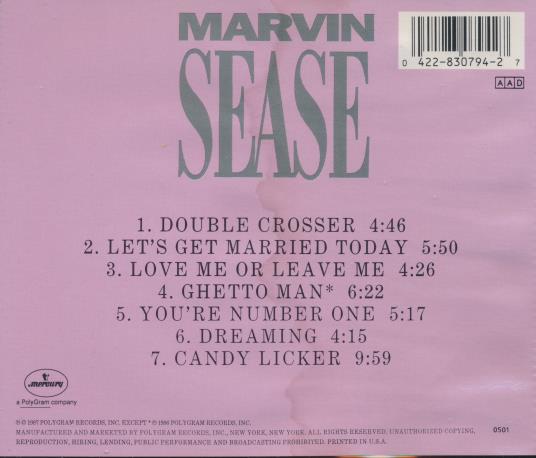 MARVIN
SEASE
0 422-830794-2 7
AAD
1. DOUBLE CROSSER 4:46
2. LET'S GET MARRIED TODAY 5:50
3. LOVE ME OR LEAVE ME 4:26
4. GHETTO MAN* 6:22
5. YOU'RE NUMBER ONE 5:17
6. DREAMING 4:15
7. CANDY LICKER 9:59
mercury
a PolyGram company
℗ © 1987 POLYGRAM RECORDS, INC. EXCEPT * ℗ 1986 POLYGRAM RECORDS, INC.
MANUFACTURED AND MARKETED BY POLYGRAM RECORDS, INC., NEW YORK, NEW YORK. ALL RIGHTS RESERVED. UNAUTHORIZED COPYING,
REPRODUCTION, HIRING, LENDING, PUBLIC PERFORMANCE AND BROADCASTING PROHIBITED. PRINTED IN U.S.A.
0501